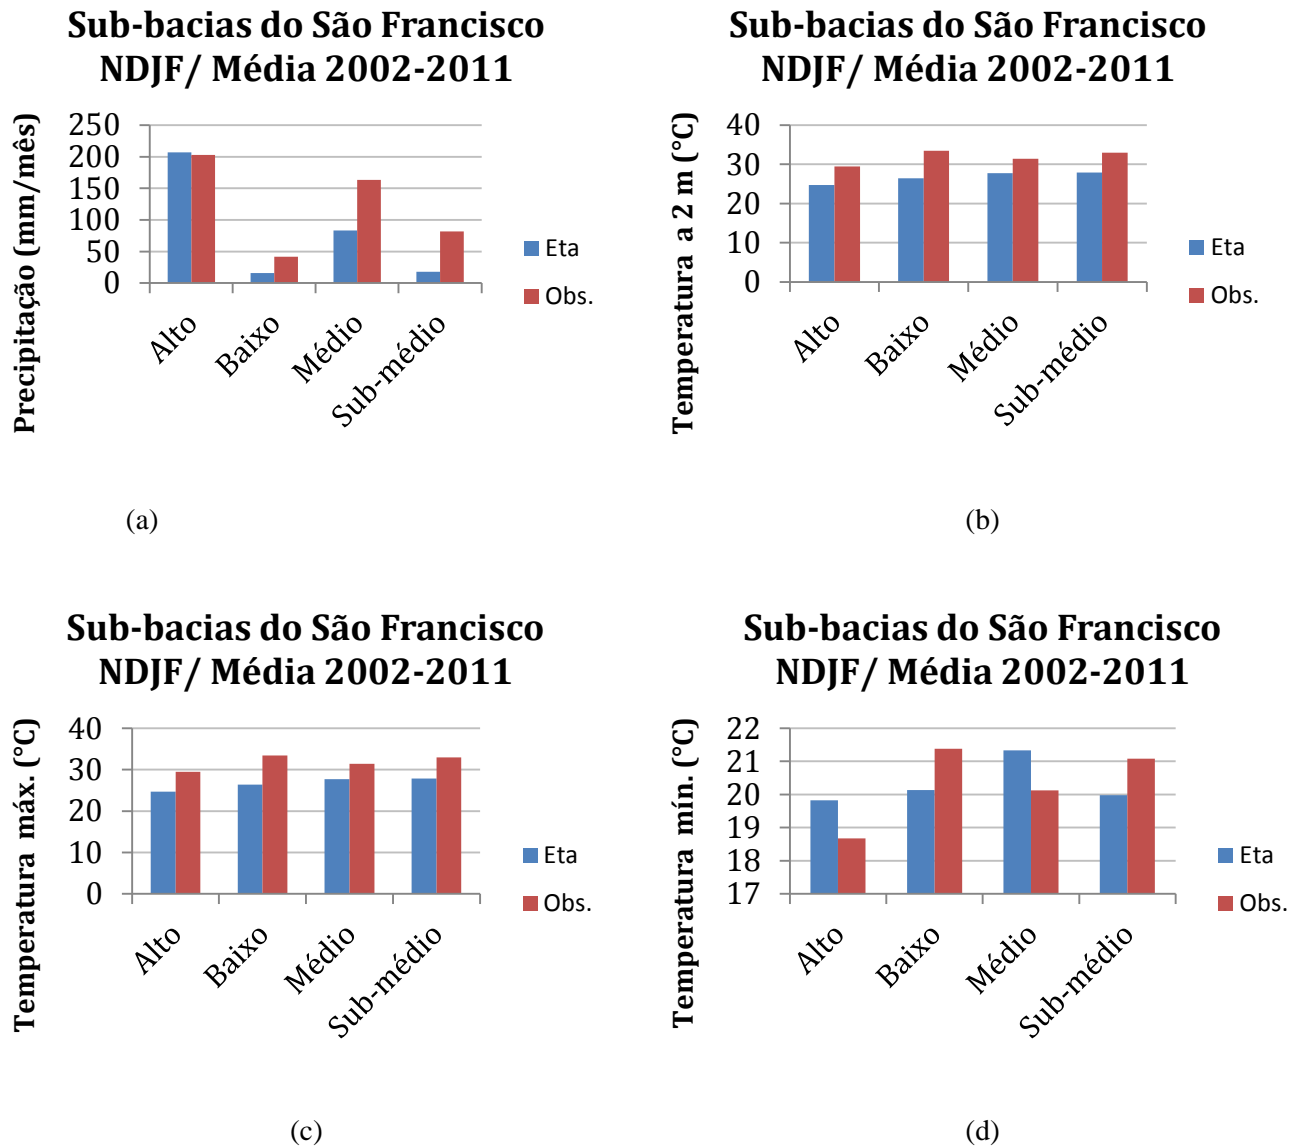 Sub-bacias do São Francisco
NDJF/ Média 2002-2011
Precipitação (mm/mês)
250
200
150
100
50
0
Alto
Baixo
Médio
Sub-médio
Eta
Obs.
(a)
Sub-bacias do São Francisco
NDJF/ Média 2002-2011
Temperatura a 2 m (°C)
40
30
20
10
0
Alto
Baixo
Médio
Sub-médio
Eta
Obs.
(b)
Sub-bacias do São Francisco
NDJF/ Média 2002-2011
Temperatura máx. (°C)
40
30
20
10
0
Alto
Baixo
Médio
Sub-médio
Eta
Obs.
(c)
Sub-bacias do São Francisco
NDJF/ Média 2002-2011
Temperatura mín. (°C)
22
21
20
19
18
17
Alto
Baixo
Médio
Sub-médio
Eta
Obs.
(d)